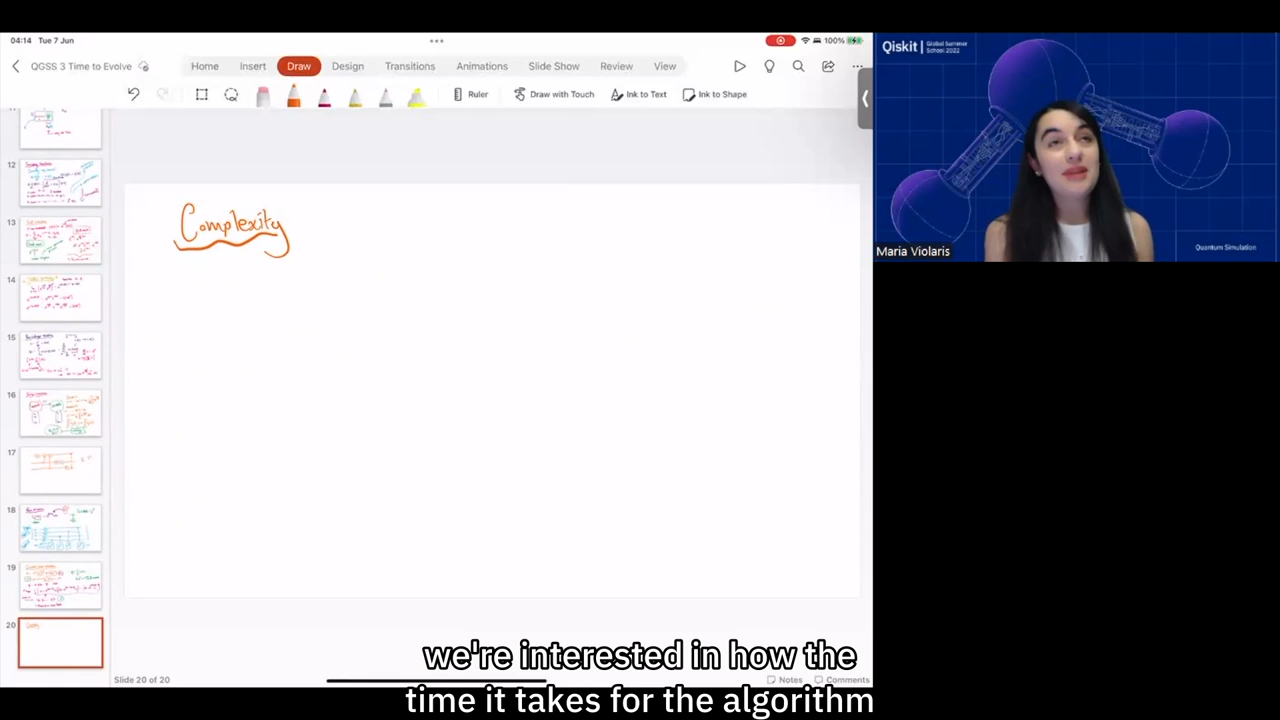 04:14 Tue 7 Jun
100%
QGSS 3 Time to Evolve
Home Insert Draw Design Transitions Animations Slide Show Review View
Ruler Draw with Touch Ink to Text Ink to Shape
Qiskit | Global Summer School 2022
Complexity
12
13
14
15
16
17
18
19
20
Maria Violaris
Quantum Simulation
we're interested in how the
time it takes for the algorithm
Slide 20 of 20
Notes Comments